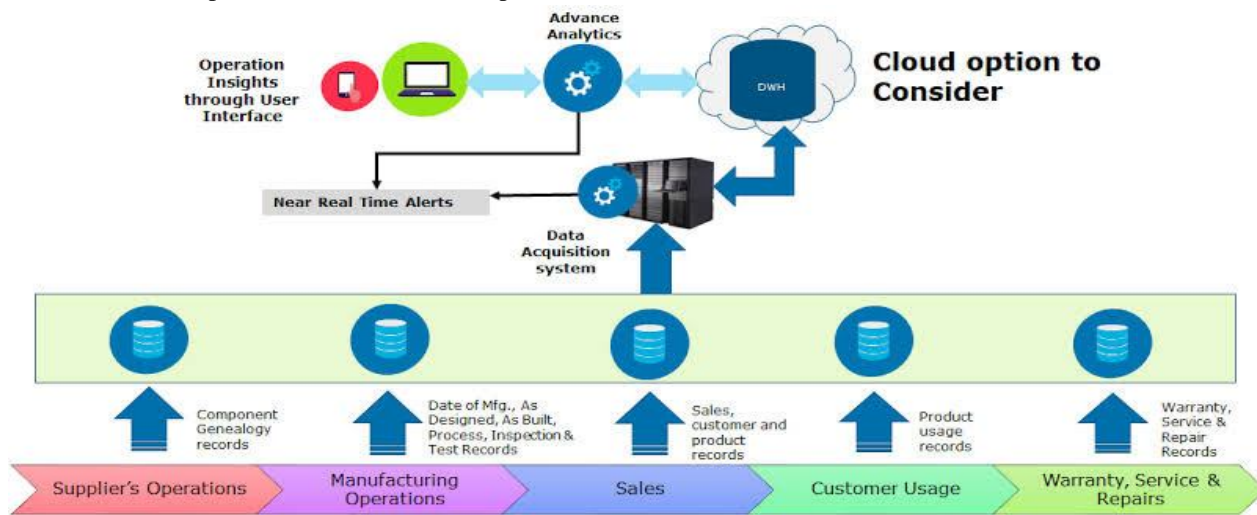 Advance
Analytics
Operation
Insights
through User
Interface
DWH
Cloud option to
Consider
Near Real Time Alerts
Data
Acquisition
system
Component
Genealogy
records
Date of Mfg., As
Designed, As Built,
Process, Inspection &
Test Records
Sales,
customer and
product
records
Product
usage records
Warranty,
Service &
Repair
Records
Supplier's Operations
Manufacturing
Operations
Sales
Customer Usage
Warranty, Service &
Repairs